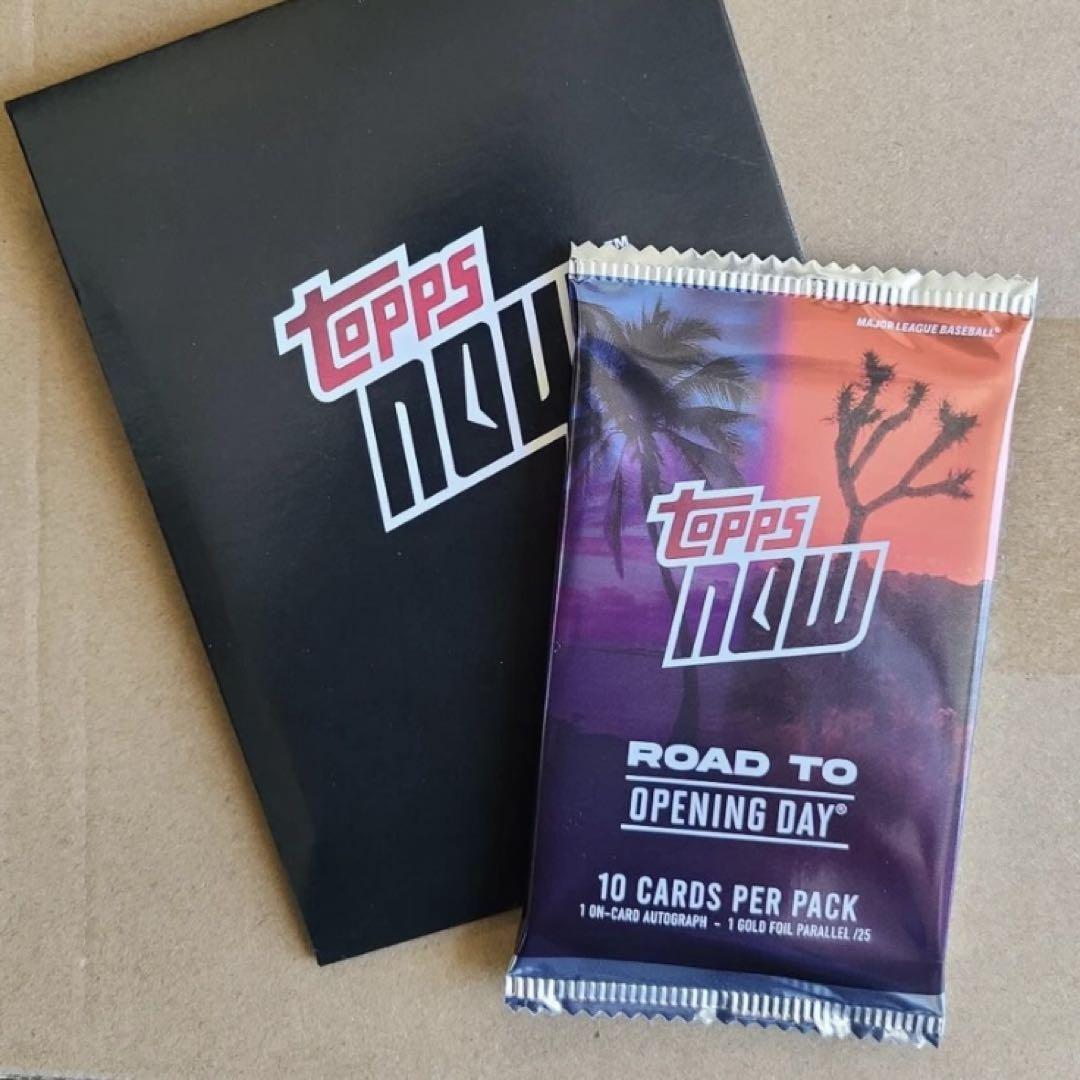 TOPPS
NOW
TM
MAJOR LEAGUE BASEBALL®
TOPPS
NOW
ROAD TO
OPENING DAY®
10 CARDS PER PACK
1 ON-CARD AUTOGRAPH - 1 GOLD FOIL PARALLEL /25